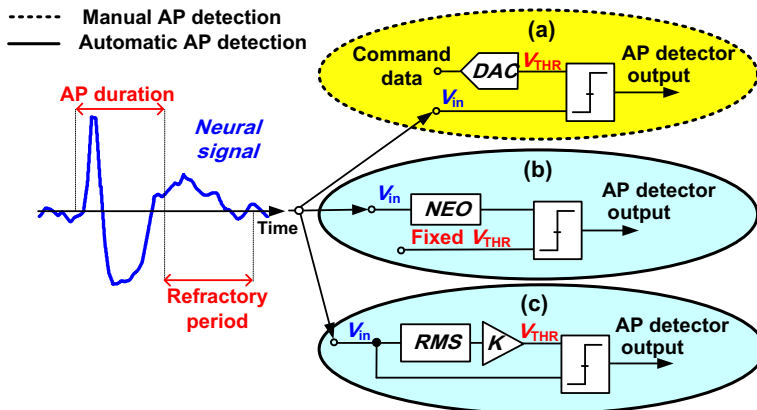 Manual AP detection
Automatic AP detection
AP duration
Neural
signal
Time
Refractory
period
(a)
Command
data
DAC
VTHR
Vin
AP detector
output
(b)
Vin
NEO
Fixed VTHR
AP detector
output
(c)
Vin
RMS
K
VTHR
AP detector
output